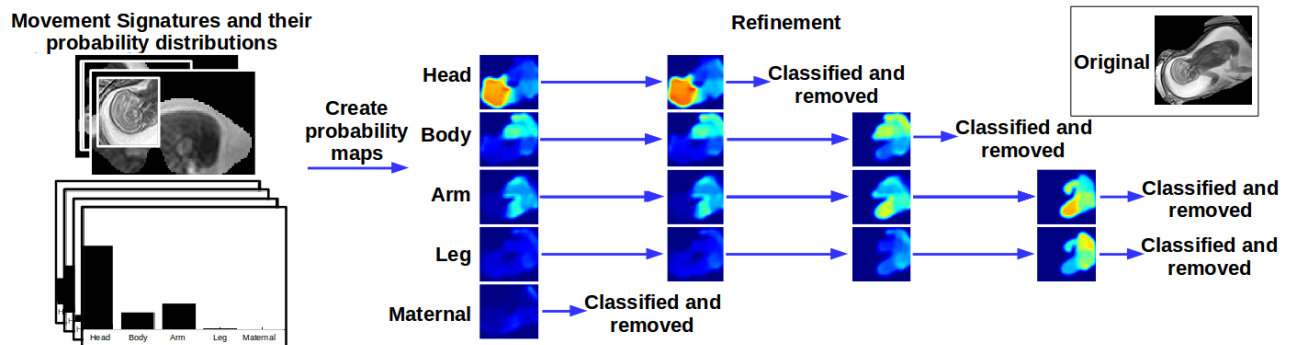 Movement Signatures and their
probability distributions
Head
Body
Arm
Leg
Maternal
Create
probability
maps
Refinement
Head
Classified and
removed
Body
Classified and
removed
Arm
Classified and
removed
Leg
Classified and
removed
Maternal
Classified and
removed
Original